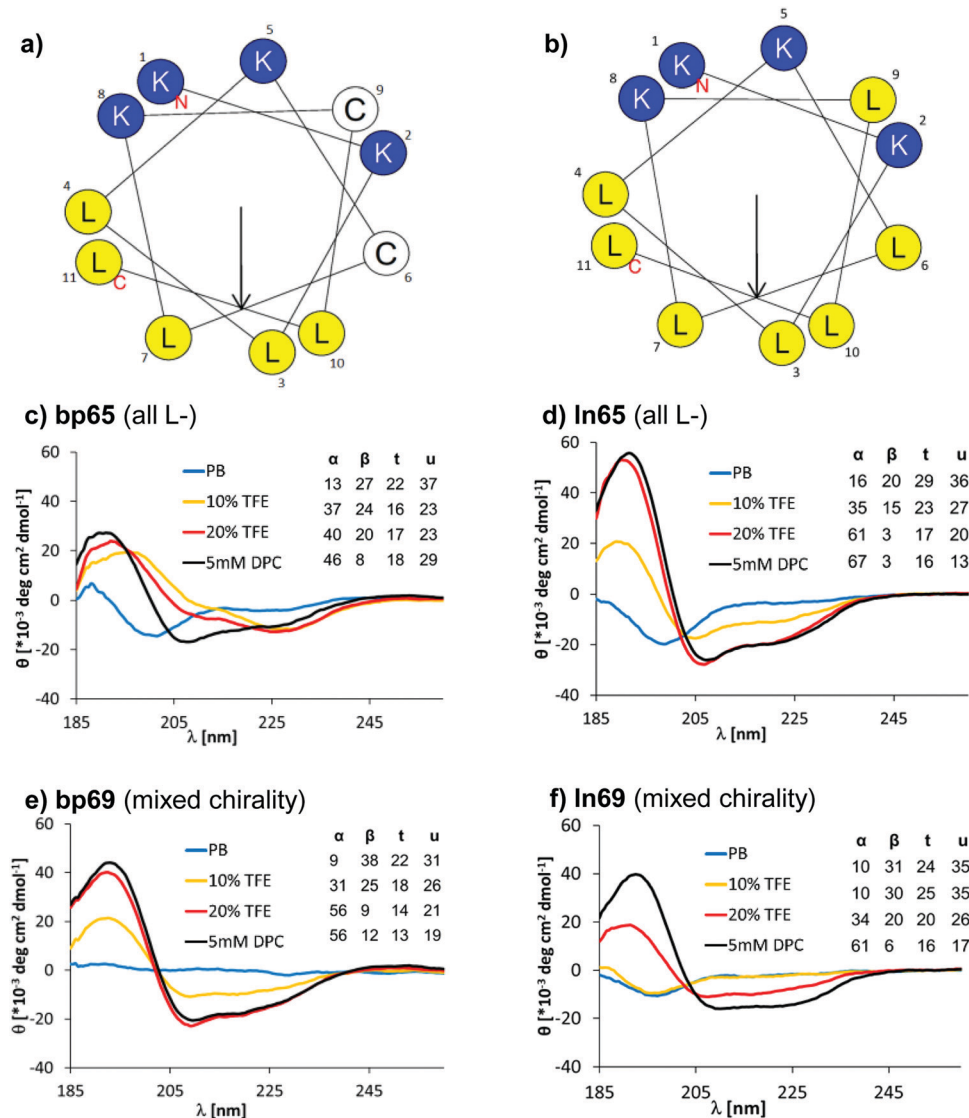 a)
5
K
1
K
N
8
K
9
C
2
K
4
L
C
6
11
L
C
7
L
3
L
10
L
b)
5
K
1
K
N
8
K
9
L
2
K
4
L
L
6
11
L
C
7
L
3
L
10
L
c) bp65 (all L-)
θ [*10⁻³ deg cm² dmol⁻¹]
60
40
20
0
-20
-40
PB
10% TFE
20% TFE
5mM DPC
α β t u
13 27 22 37
37 24 16 23
40 20 17 23
46 8 18 29
185 205 225 245
λ [nm]
d) ln65 (all L-)
θ [*10⁻³ deg cm² dmol⁻¹]
60
40
20
0
-20
-40
PB
10% TFE
20% TFE
5mM DPC
α β t u
16 20 29 36
35 15 23 27
61 3 17 20
67 3 16 13
185 205 225 245
λ [nm]
e) bp69 (mixed chirality)
θ [*10⁻³ deg cm² dmol⁻¹]
60
40
20
0
-20
-40
PB
10% TFE
20% TFE
5mM DPC
α β t u
9 38 22 31
31 25 18 26
56 9 14 21
56 12 13 19
185 205 225 245
λ [nm]
f) ln69 (mixed chirality)
θ [*10⁻³ deg cm² dmol⁻¹]
60
40
20
0
-20
-40
PB
10% TFE
20% TFE
5mM DPC
α β t u
10 31 24 35
10 30 25 35
34 20 20 26
61 6 16 17
185 205 225 245
λ [nm]